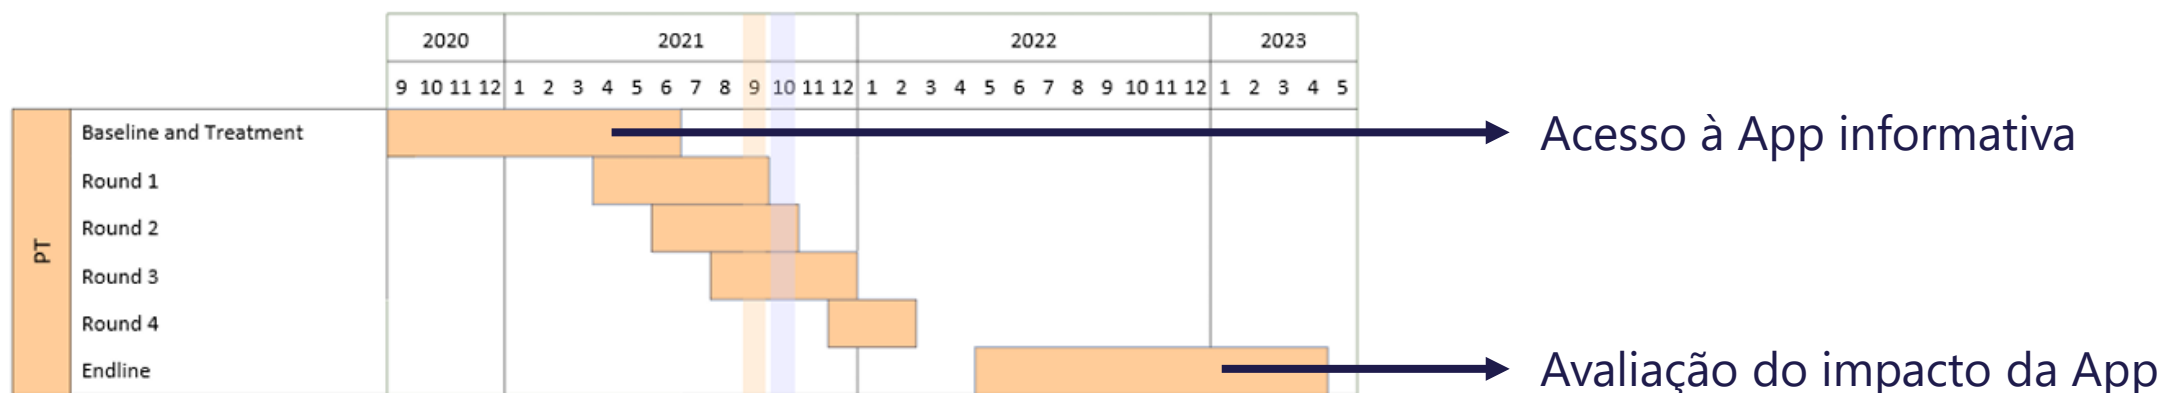 2020 2021 2022 2023
9 10 11 12 1 2 3 4 5 6 7 8 9 10 11 12 1 2 3 4 5 6 7 8 9 10 11 12 1 2 3 4 5
PT
Baseline and Treatment
Acesso à App informativa
Round 1
Round 2
Round 3
Round 4
Endline
Avaliação do impacto da App